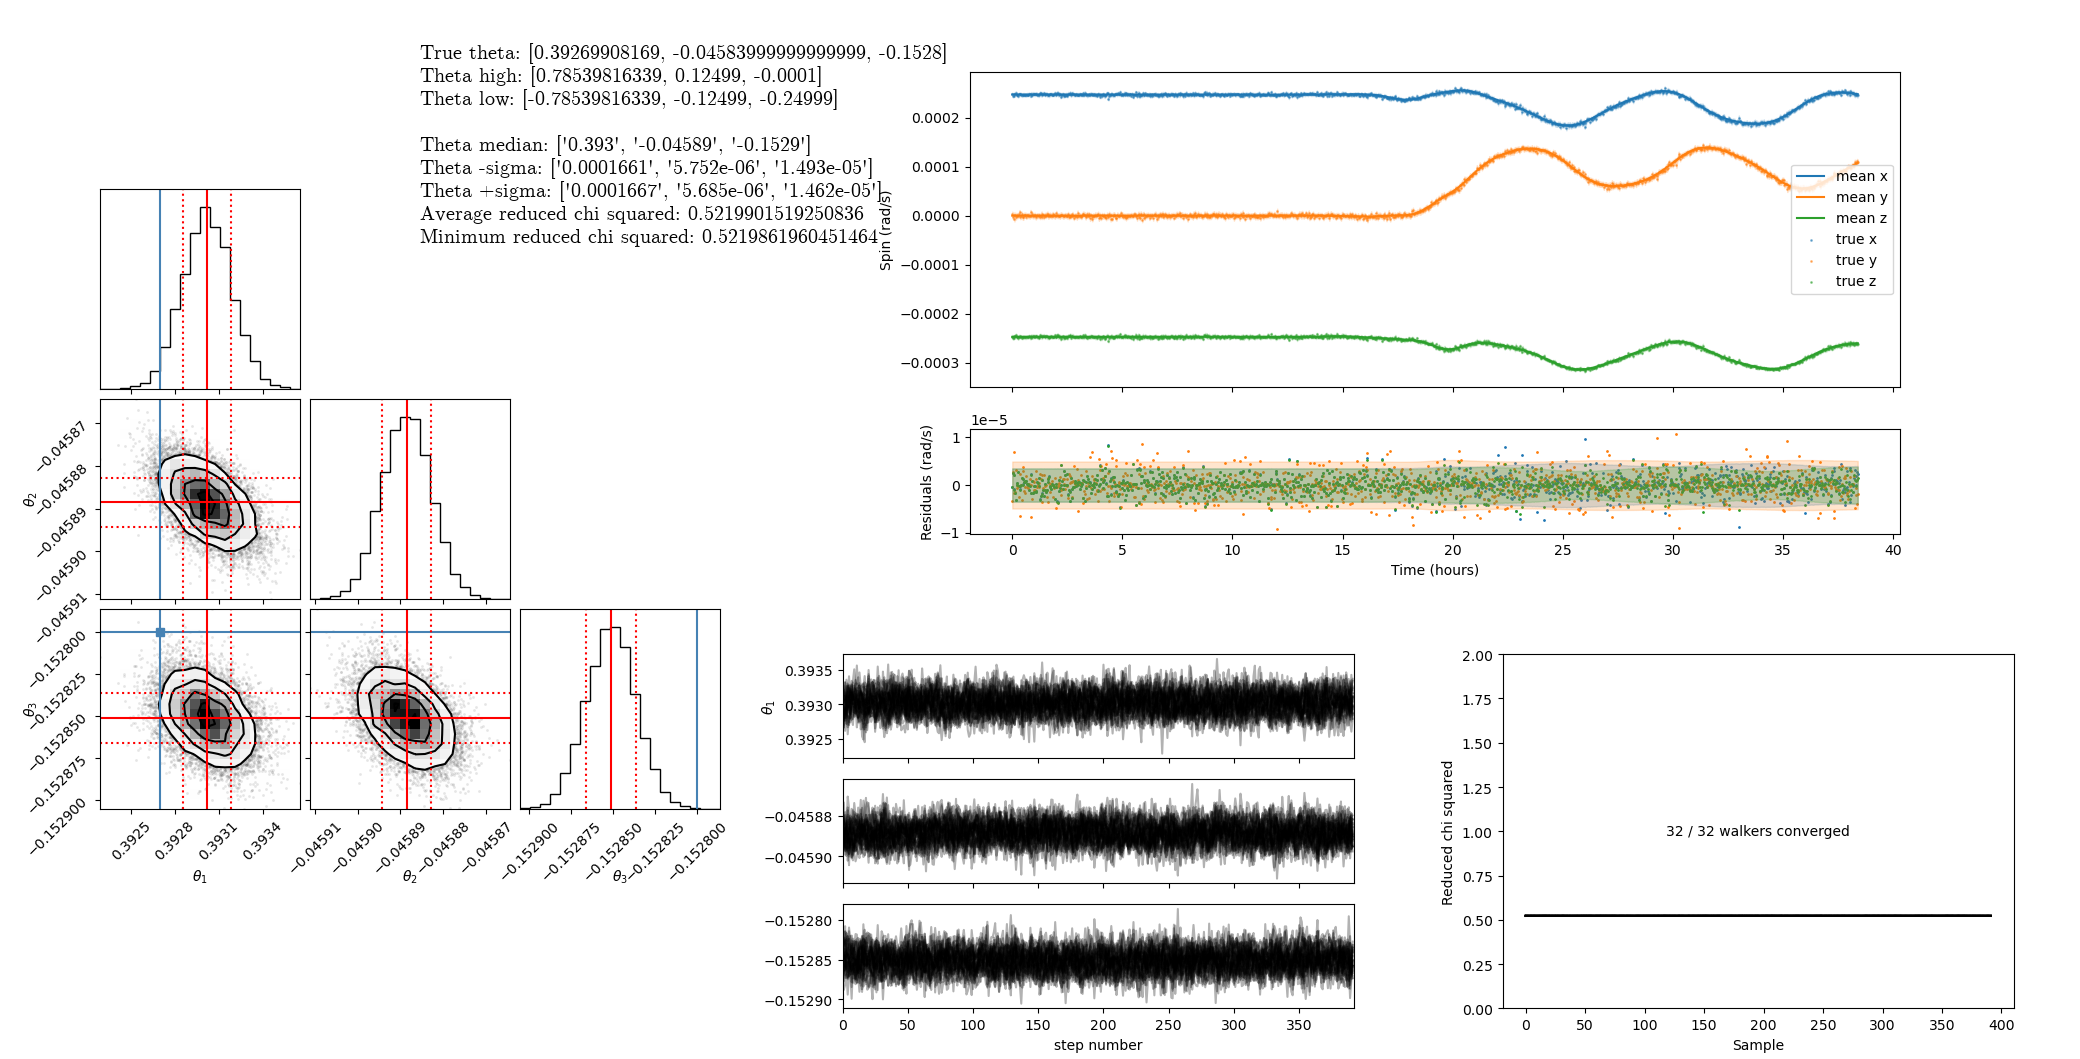 True theta: [0.39269908169, -0.04583999999999999, -0.1528]
Theta high: [0.78539816339, 0.12499, -0.0001]
Theta low: [-0.78539816339, -0.12499, -0.24999]
Theta median: ['0.393', '-0.04589', '-0.1529']
Theta -sigma: ['0.0001661', '5.752e-06', '1.493e-05']
Theta +sigma: ['0.0001667', '5.685e-06', '1.462e-05']
Average reduced chi squared: 0.5219901519250836
Minimum reduced chi squared: 0.5219861960451464
θ2
−0.04587
−0.04588
−0.04589
−0.04590
−0.04591
θ3
−0.152800
−0.152825
−0.152850
−0.152875
−0.152900
0.3925
0.3928
0.3931
0.3934
θ1
−0.04591
−0.04590
−0.04589
−0.04588
−0.04587
θ2
−0.152900
−0.152875
−0.152850
−0.152825
−0.152800
θ3
Spin (rad/s)
0.0002
0.0001
0.0000
−0.0001
−0.0002
−0.0003
mean x
mean y
mean z
true x
true y
true z
1e−5
Residuals (rad/s)
1
0
−1
0
5
10
15
20
25
30
35
40
Time (hours)
θ1
0.3935
0.3930
0.3925
−0.04588
−0.04590
−0.15280
−0.15285
−0.15290
0
50
100
150
200
250
300
350
step number
Reduced chi squared
2.00
1.75
1.50
1.25
1.00
0.75
0.50
0.25
0.00
32 / 32 walkers converged
0
50
100
150
200
250
300
350
400
Sample